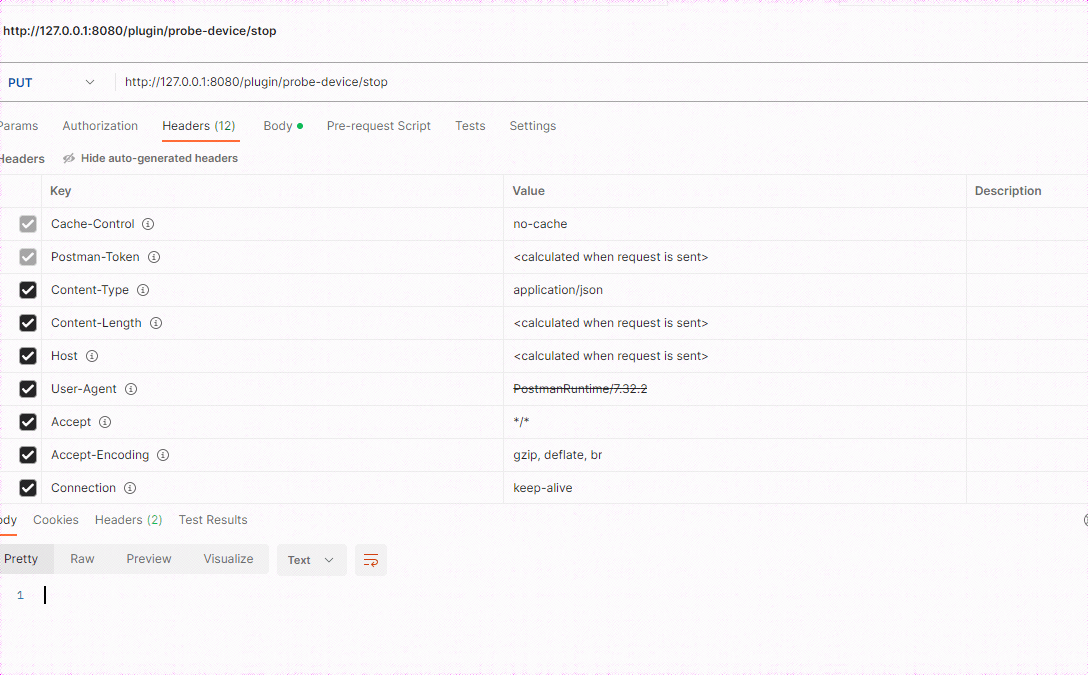 http://127.0.0.1:8080/plugin/probe-device/stop
PUT http://127.0.0.1:8080/plugin/probe-device/stop
Params Authorization Headers (12) Body Pre-request Script Tests Settings
Headers Hide auto-generated headers
Key Value Description
Cache-Control no-cache
Postman-Token <calculated when request is sent>
Content-Type application/json
Content-Length <calculated when request is sent>
Host <calculated when request is sent>
User-Agent PostmanRuntime/7.32.2
Accept */*
Accept-Encoding gzip, deflate, br
Connection keep-alive
ody Cookies Headers (2) Test Results
Pretty Raw Preview Visualize Text
1